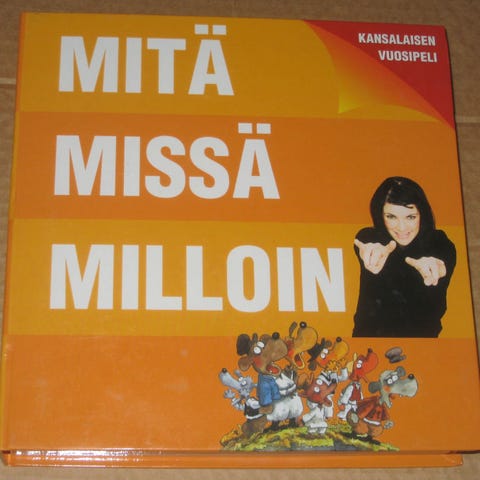 MITÄ
KANSALAISEN
VUOSIPELI
MISSÄ
MILLOIN